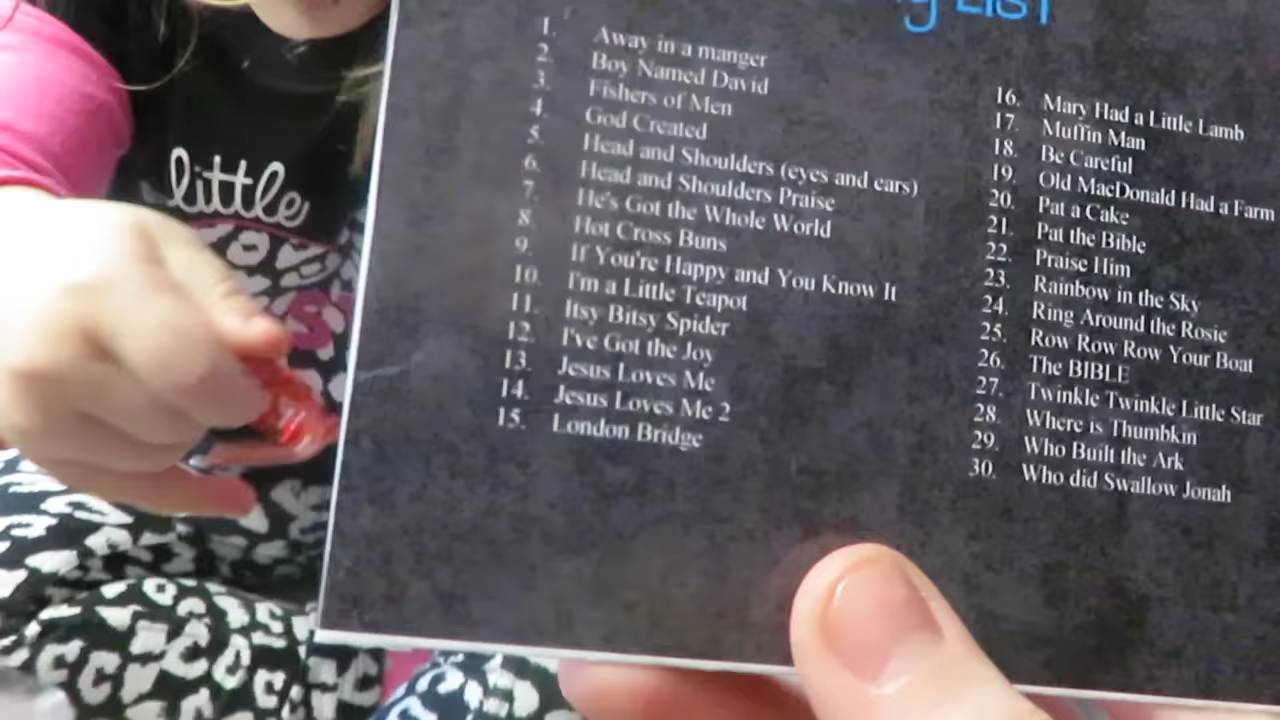 ng LIST
1. Away in a manger
2. Boy Named David
3. Fishers of Men
4. God Created
5. Head and Shoulders (eyes and ears)
6. Head and Shoulders Praise
7. He's Got the Whole World
8. Hot Cross Buns
9. If You're Happy and You Know It
10. I'm a Little Teapot
11. Itsy Bitsy Spider
12. I've Got the Joy
13. Jesus Loves Me
14. Jesus Loves Me 2
15. London Bridge
16. Mary Had a Little Lamb
17. Muffin Man
18. Be Careful
19. Old MacDonald Had a Farm
20. Pat a Cake
21. Pat the Bible
22. Praise Him
23. Rainbow in the Sky
24. Ring Around the Rosie
25. Row Row Row Your Boat
26. The BIBLE
27. Twinkle Twinkle Little Star
28. Where is Thumbkin
29. Who Built the Ark
30. Who did Swallow Jonah
little